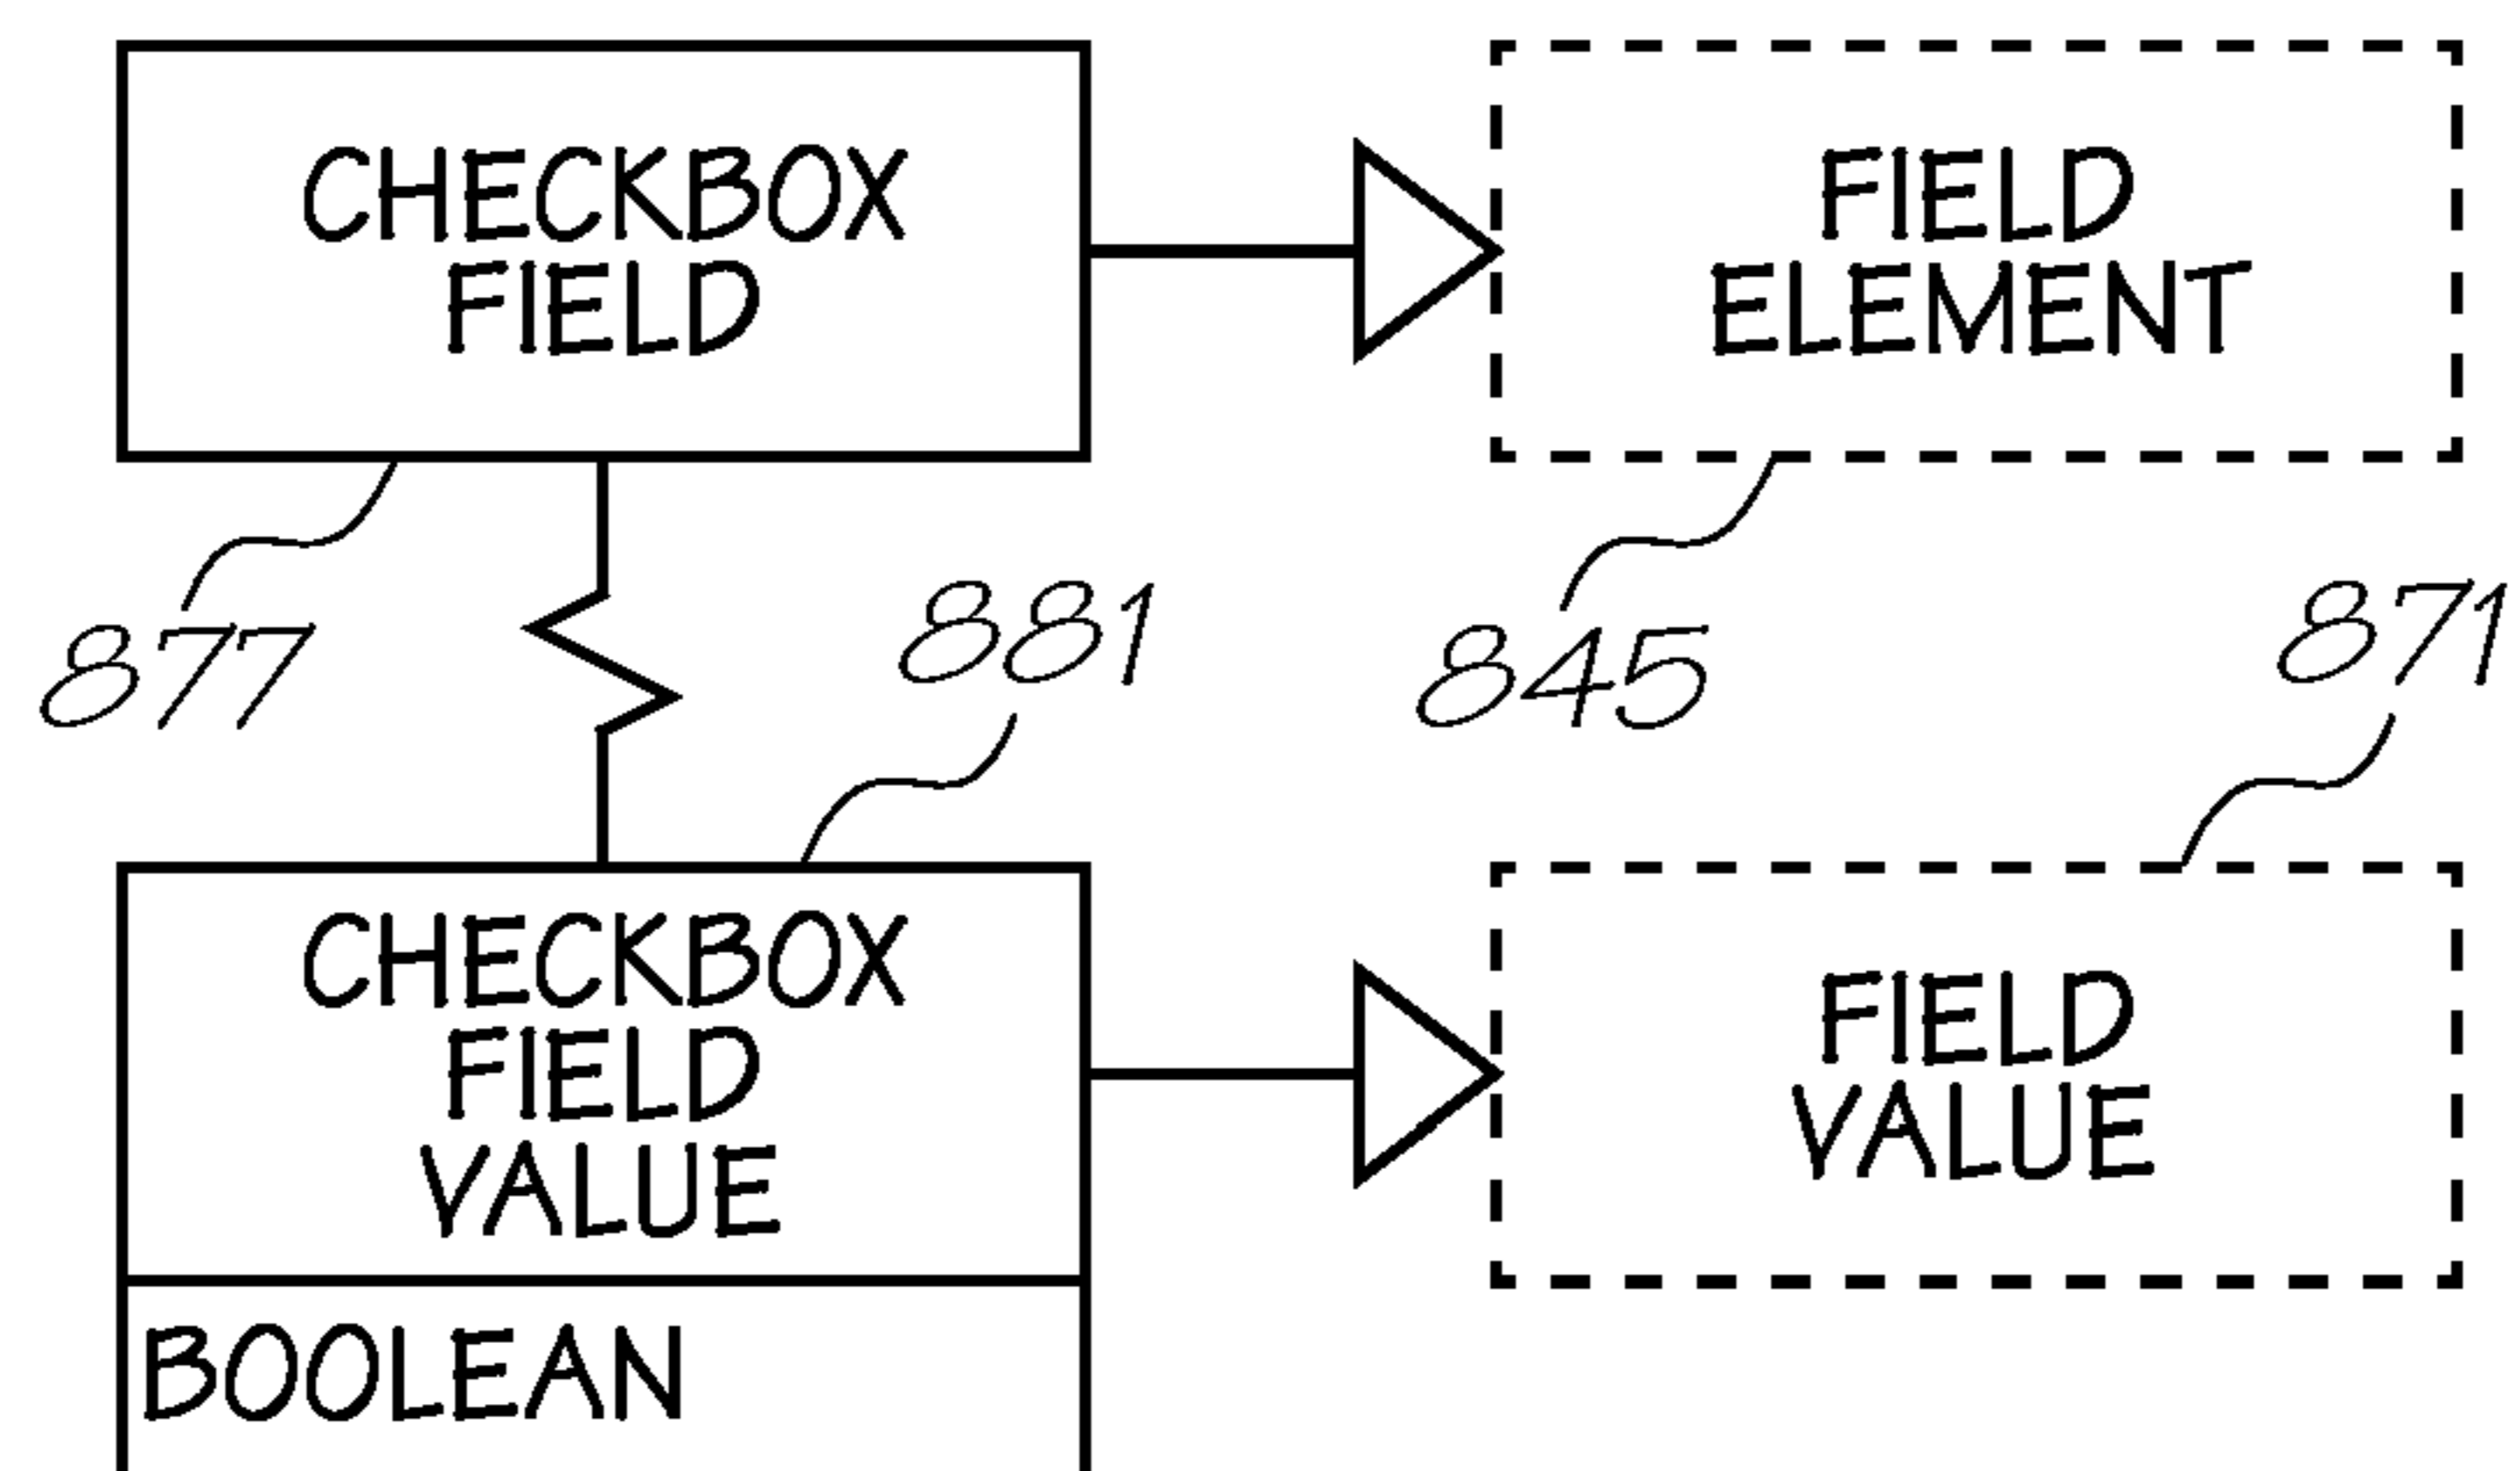 CHECKBOX
FIELD
FIELD
ELEMENT
877
881
845
871
CHECKBOX
FIELD
VALUE
FIELD
VALUE
BOOLEAN